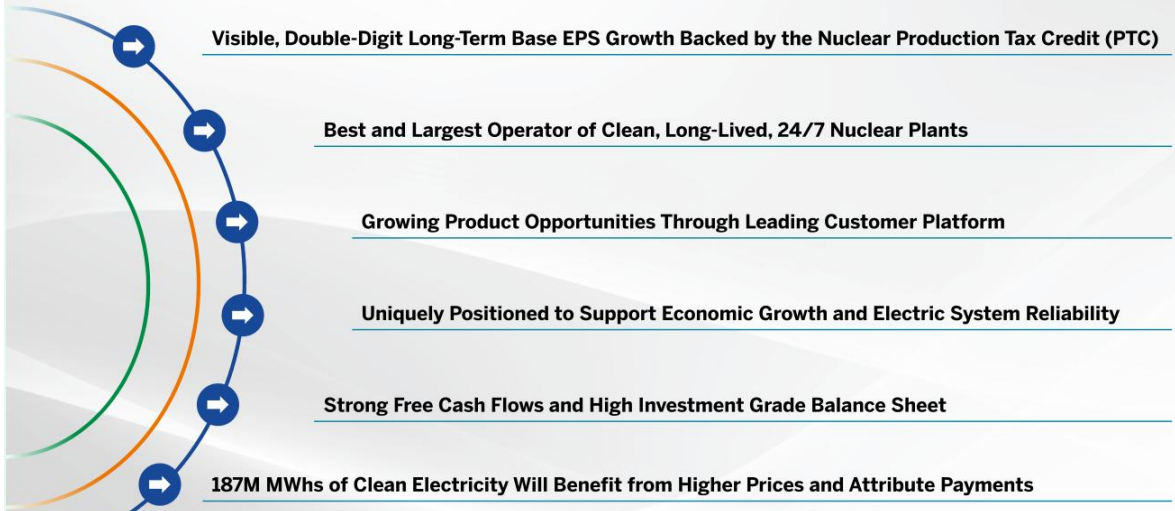 Visible, Double-Digit Long-Term Base EPS Growth Backed by the Nuclear Production Tax Credit (PTC)
Best and Largest Operator of Clean, Long-Lived, 24/7 Nuclear Plants
Growing Product Opportunities Through Leading Customer Platform
Uniquely Positioned to Support Economic Growth and Electric System Reliability
Strong Free Cash Flows and High Investment Grade Balance Sheet
187M MWhs of Clean Electricity Will Benefit from Higher Prices and Attribute Payments